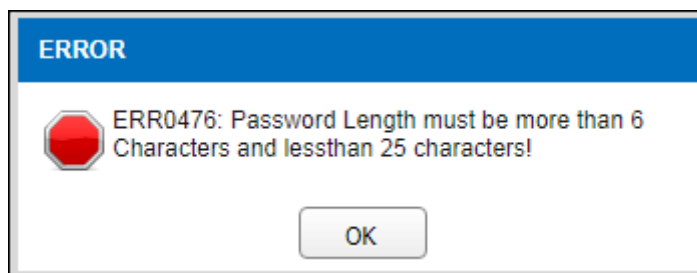 ERROR
ERR0476: Password Length must be more than 6
Characters and lessthan 25 characters!
OK